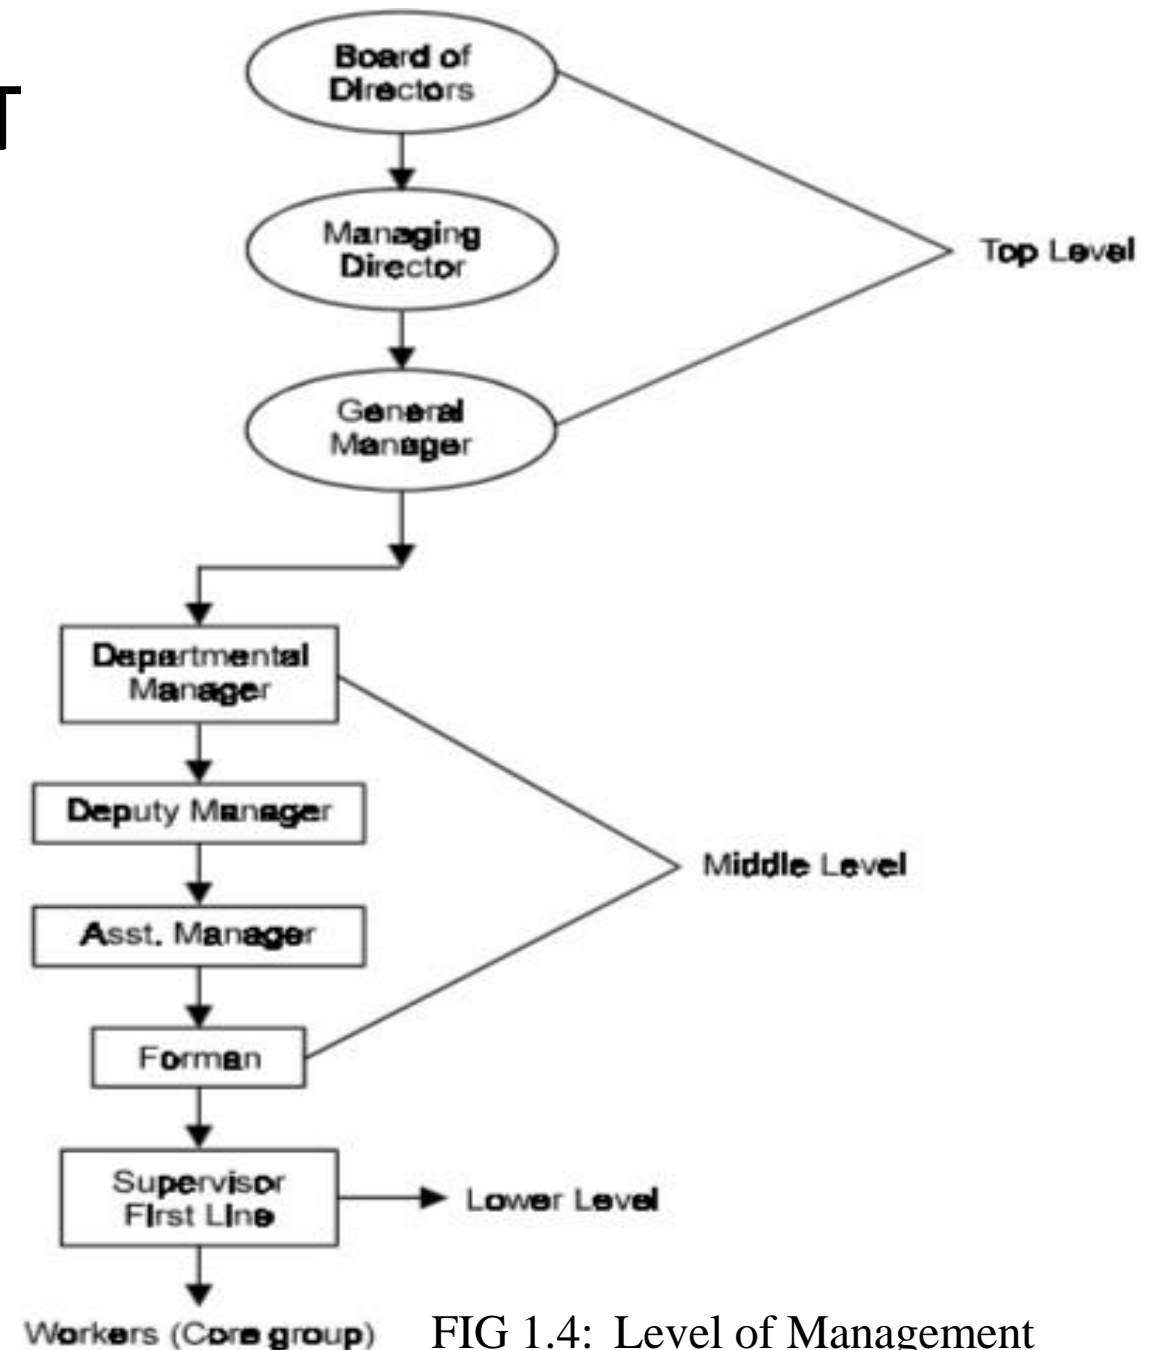 T
Board of
Directors
Managing
Director
Top Level
General
Manager
Departmental
Manager
Deputy Manager
Middle Level
Asst. Manager
Forman
Supervisor
First Line
Lower Level
Workers (Core group)
FIG 1.4: Level of Management